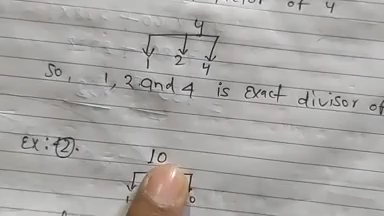 of 4
4
1 2 4
So, 1, 2 and 4 is exact divisor of
Ex: 2.
10